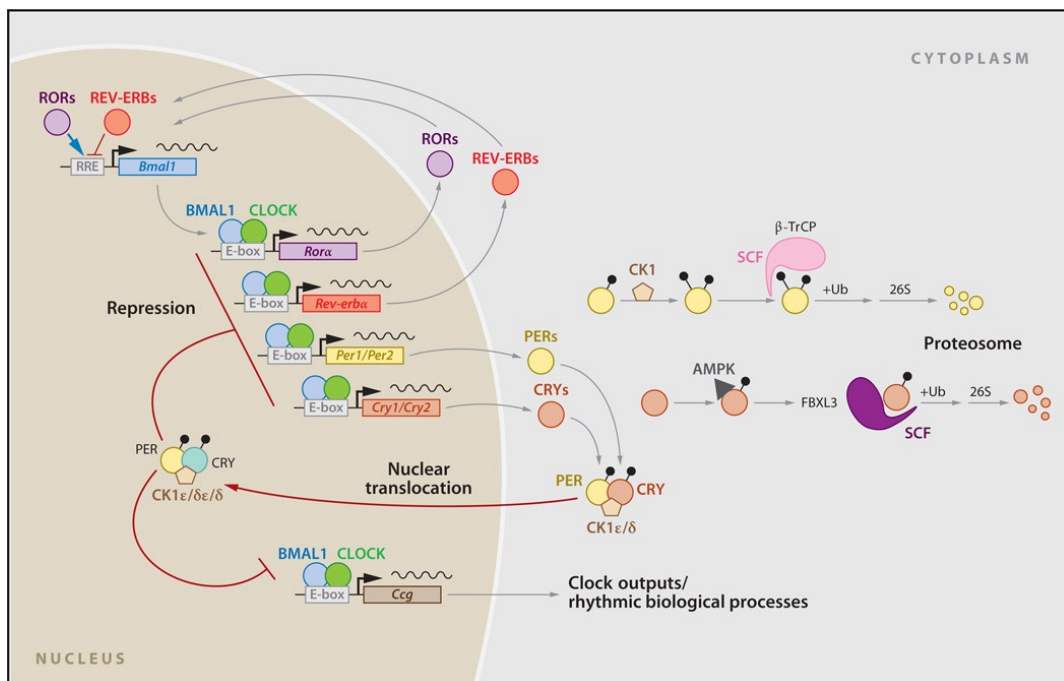 CYTOPLASM
RORs REV-ERBs
RRE Bmal1
RORs
REV-ERBs
BMAL1 CLOCK
E-box Rorα
Repression
E-box Rev-erbα
E-box Per1/Per2
E-box Cry1/Cry2
PERs
CRYs
CK1
SCF
β-TrCP
+Ub
26S
Proteosome
AMPK
FBXL3
SCF
+Ub
26S
PER
CRY
CK1ε/δε/δ
Nuclear
translocation
PER
CRY
CK1ε/δ
BMAL1 CLOCK
E-box Ccg
Clock outputs/
rhythmic biological processes
NUCLEUS